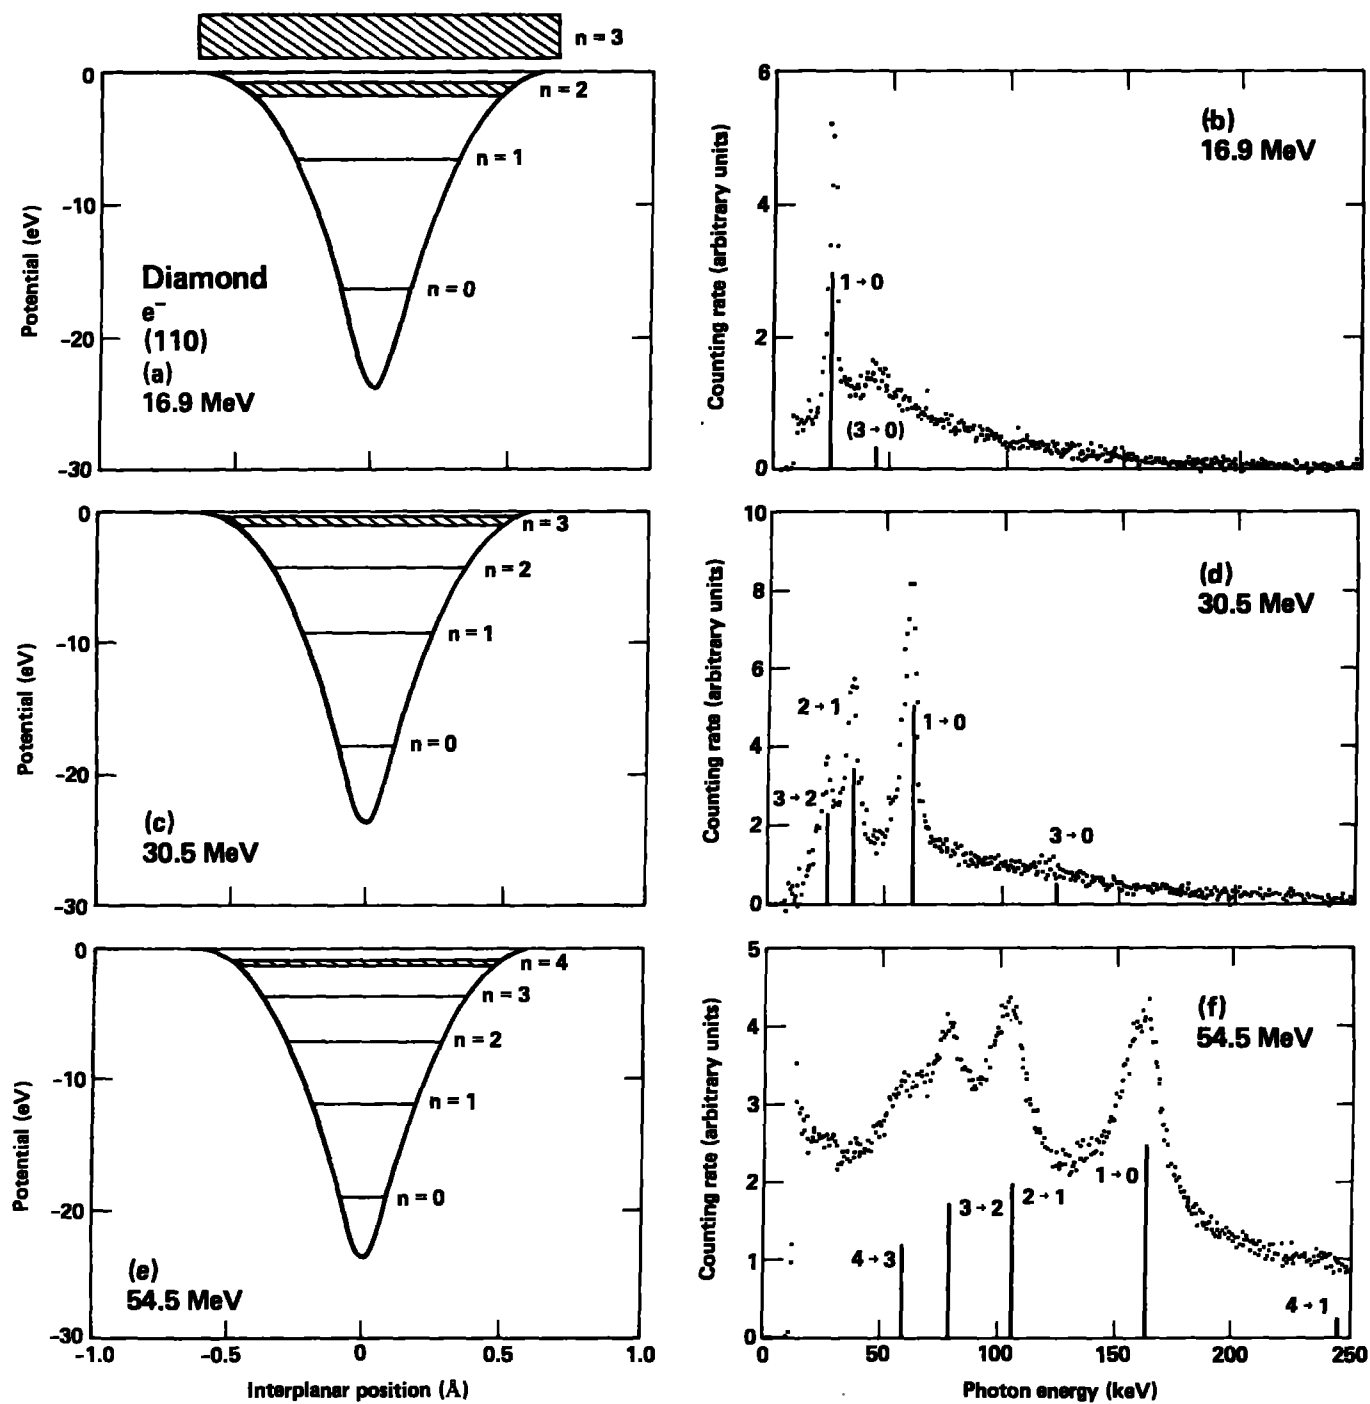 n = 3
0
n = 2
n = 1
−10
n = 0
−20
−30
Potential (eV)
Diamond
e−
(110)
(a)
16.9 MeV
6
4
2
0
Counting rate (arbitrary units)
(b)
16.9 MeV
1→0
(3→0)
0
n = 3
n = 2
n = 1
−10
n = 0
−20
−30
Potential (eV)
(c)
30.5 MeV
10
8
6
4
2
0
Counting rate (arbitrary units)
(d)
30.5 MeV
2→1
1→0
3→2
3→0
0
n = 4
n = 3
n = 2
−10
n = 1
n = 0
−20
−30
Potential (eV)
(e)
54.5 MeV
−1.0 −0.5 0 0.5 1.0
Interplanar position (Å)
5
4
3
2
1
0
Counting rate (arbitrary units)
(f)
54.5 MeV
1→0
3→2
2→1
4→3
4→1
0 50 100 150 200 250
Photon energy (keV)